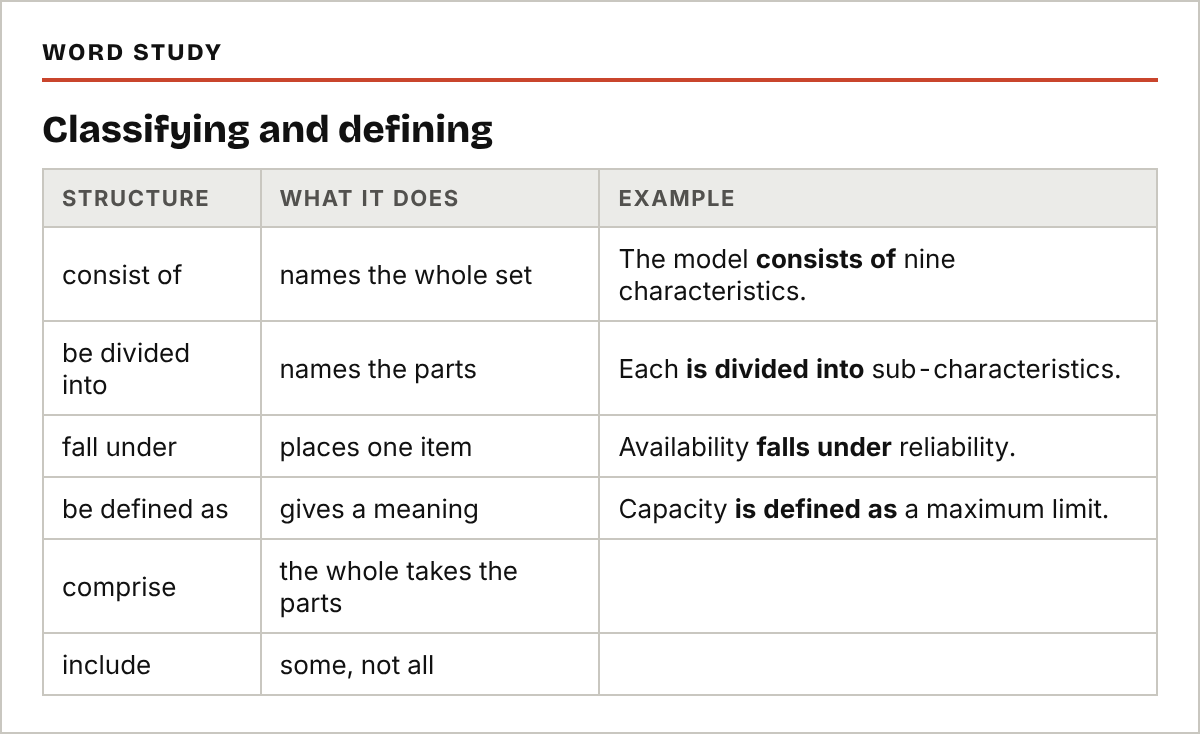 WORD STUDY
Classifying and defining
STRUCTURE WHAT IT DOES EXAMPLE
consist of names the whole set The model consists of nine
characteristics.
be divided
into names the parts Each is divided into sub-characteristics.
fall under places one item Availability falls under reliability.
be defined as gives a meaning Capacity is defined as a maximum limit.
comprise the whole takes the
parts
include some, not all